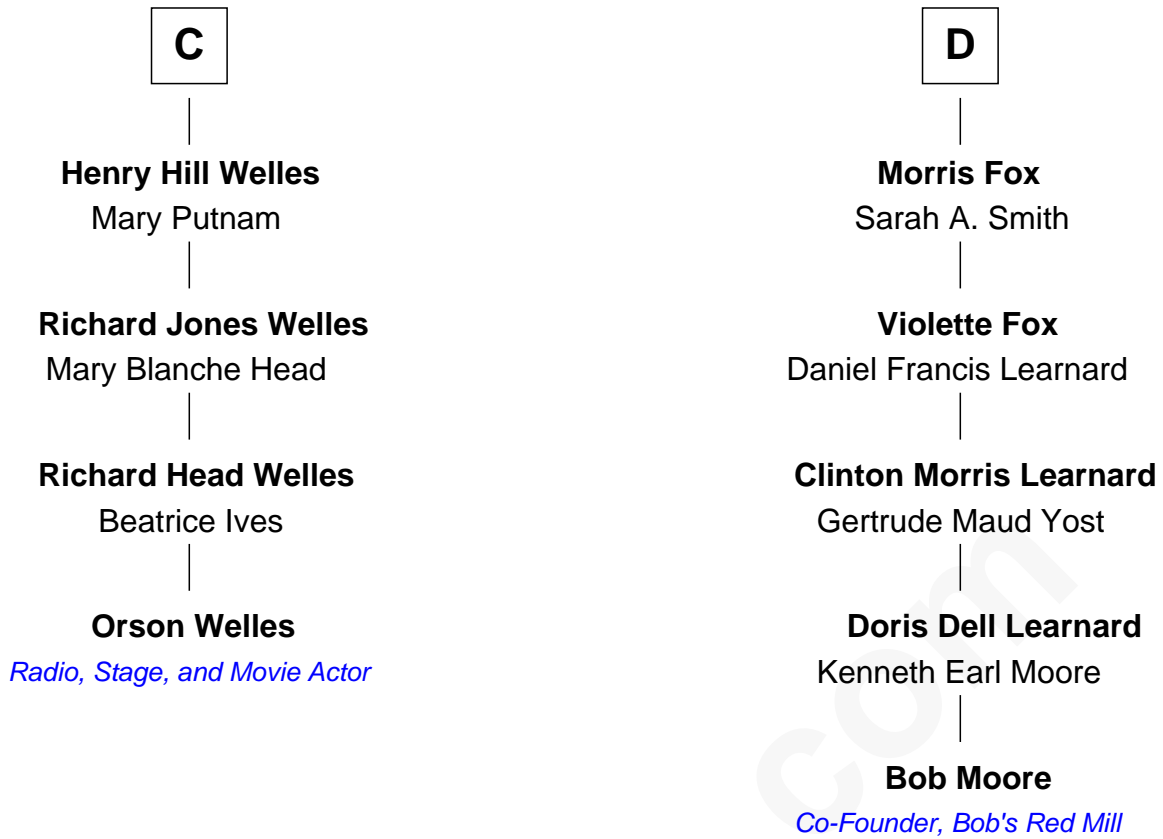 C
Henry Hill Welles
Mary Putnam
Richard Jones Welles
Mary Blanche Head
Richard Head Welles
Beatrice Ives
Orson Welles
Radio, Stage, and Movie Actor
D
Morris Fox
Sarah A. Smith
Violette Fox
Daniel Francis Learnard
Clinton Morris Learnard
Gertrude Maud Yost
Doris Dell Learnard
Kenneth Earl Moore
Bob Moore
Co-Founder, Bob's Red Mill
com